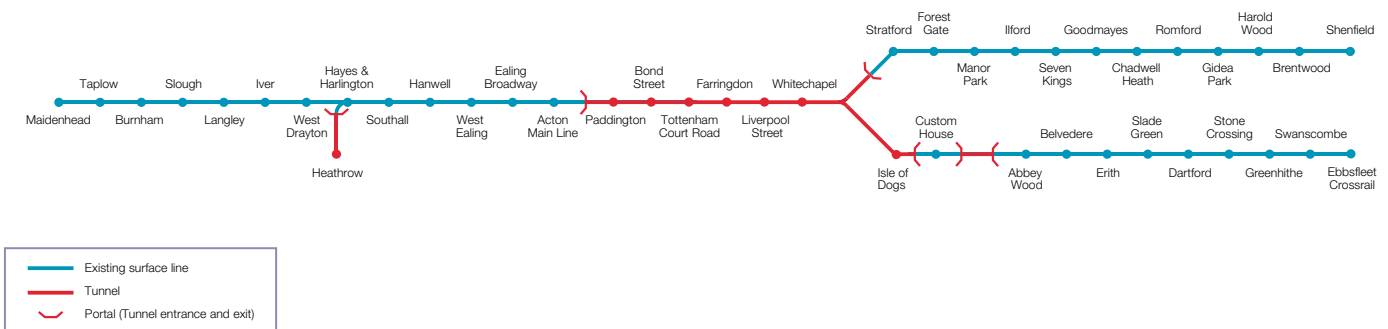 Maidenhead
Taplow
Burnham
Slough
Langley
Iver
West
Drayton
Hayes &
Harlington
Heathrow
Southall
Hanwell
West
Ealing
Ealing
Broadway
Acton
Main Line
Paddington
Bond
Street
Tottenham
Court Road
Farringdon
Liverpool
Street
Whitechapel
Stratford
Forest
Gate
Manor
Park
Ilford
Seven
Kings
Goodmayes
Chadwell
Heath
Romford
Gidea
Park
Harold
Wood
Brentwood
Shenfield
Isle of
Dogs
Custom
House
Abbey
Wood
Belvedere
Erith
Slade
Green
Dartford
Stone
Crossing
Greenhithe
Swanscombe
Ebbsfleet
Crossrail
Existing surface line
Tunnel
Portal (Tunnel entrance and exit)